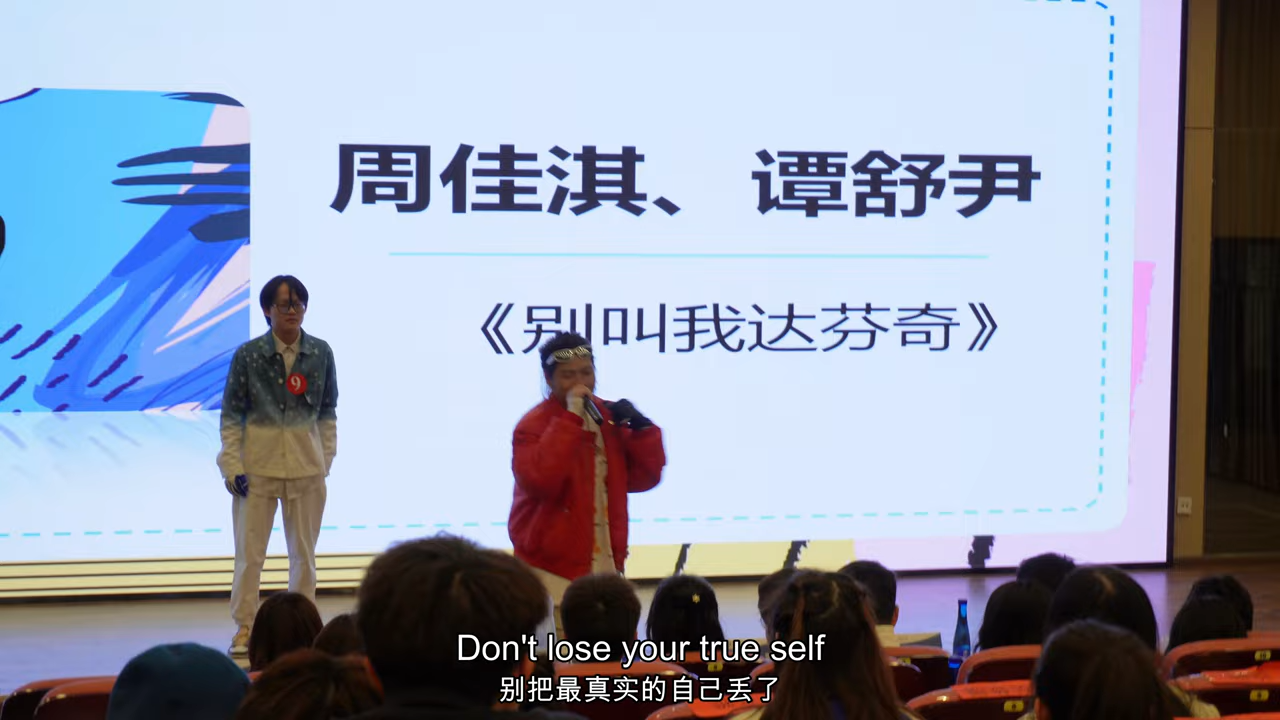 周佳淇、谭舒尹
《别叫我达芬奇》
9
Don't lose your true self
别把最真实的自己丢了